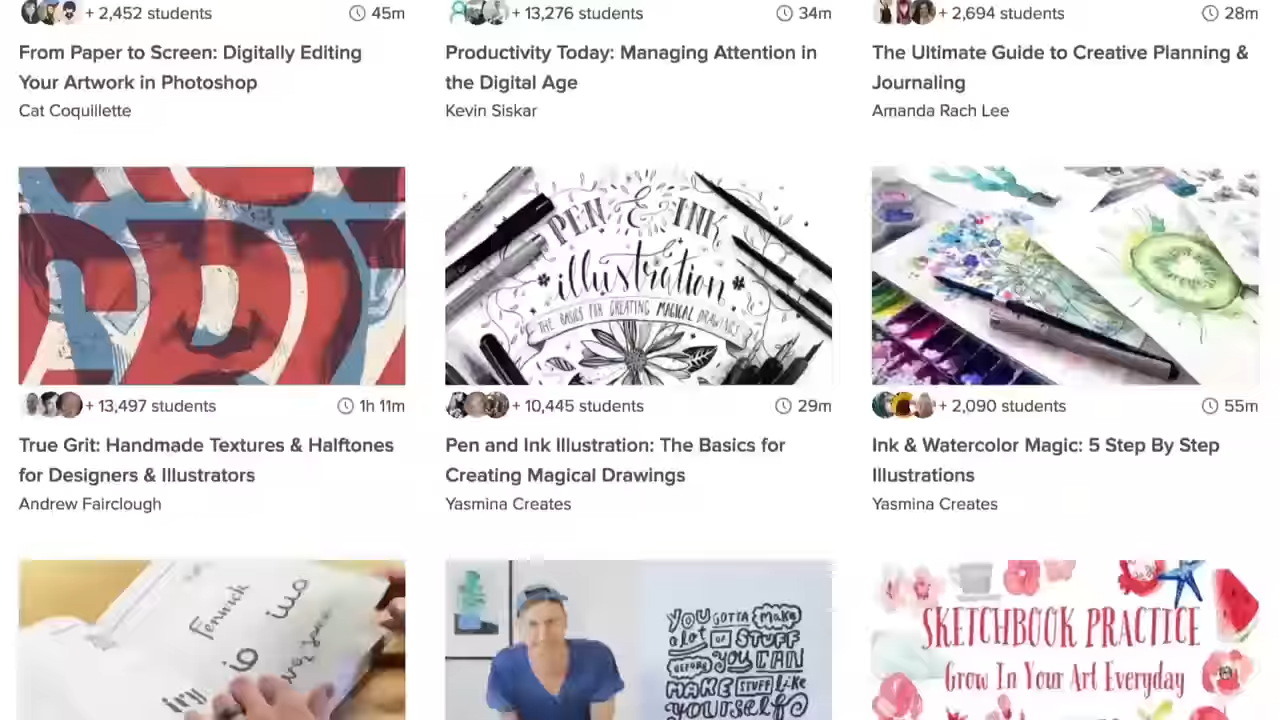 + 2,452 students
45m
+ 13,276 students
34m
+ 2,694 students
28m
From Paper to Screen: Digitally Editing
Your Artwork in Photoshop
Cat Coquillette
Productivity Today: Managing Attention in
the Digital Age
Kevin Siskar
The Ultimate Guide to Creative Planning &
Journaling
Amanda Rach Lee
PEN & INK
illustration
THE BASICS FOR CREATING MAGICAL DRAWINGS
+ 13,497 students
1h 11m
+ 10,445 students
29m
+ 2,090 students
55m
True Grit: Handmade Textures & Halftones
for Designers & Illustrators
Andrew Fairclough
Pen and Ink Illustration: The Basics for
Creating Magical Drawings
Yasmina Creates
Ink & Watercolor Magic: 5 Step By Step
Illustrations
Yasmina Creates
Fenwick
YOU GOTTA MAKE
a lot OF STUFF
BEFORE YOU CAN
MAKE STUFF like
YOURSELF
SKETCHBOOK PRACTICE
Grow In Your Art Everyday